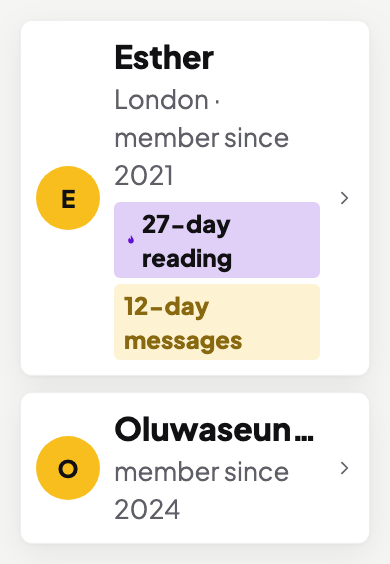 Esther
London ·
member since
2021
E
27-day
reading
12-day
messages
Oluwaseun…
member since
2024
O